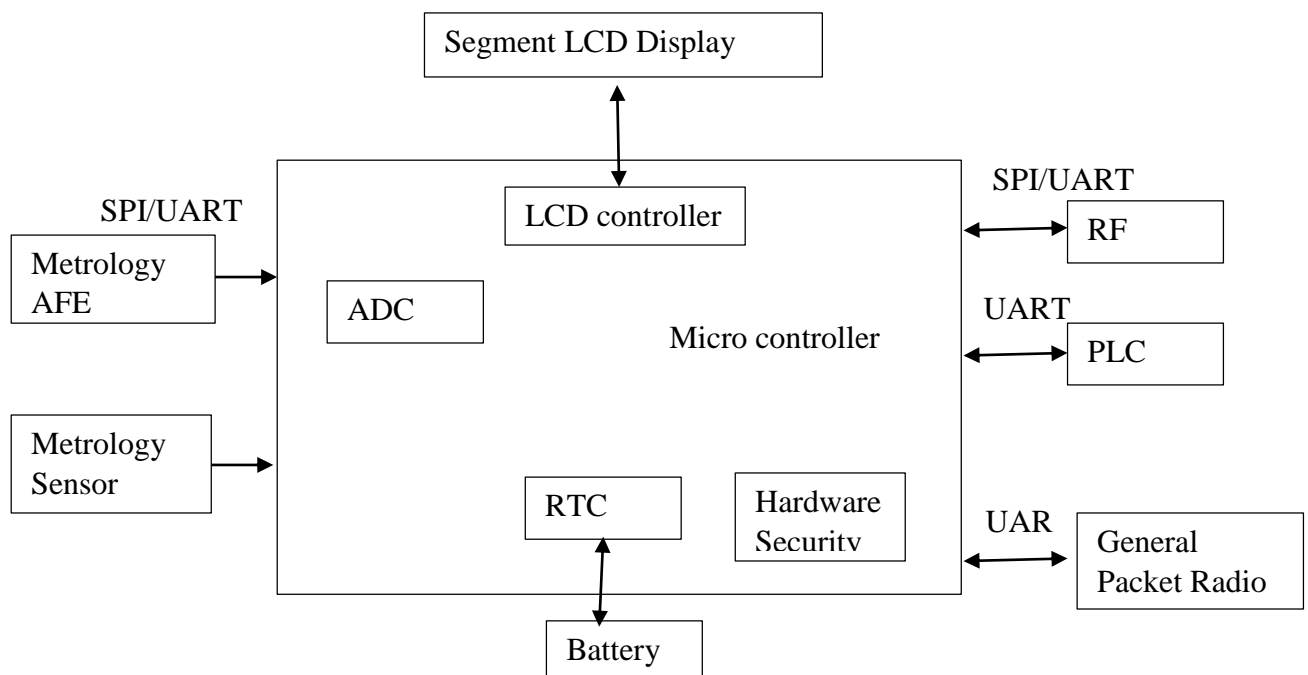 Segment LCD Display
SPI/UART
SPI/UART
LCD controller
RF
Metrology
AFE
ADC
UART
Micro controller
PLC
Metrology
Sensor
RTC
Hardware
Security
UAR
General
Packet Radio
Battery